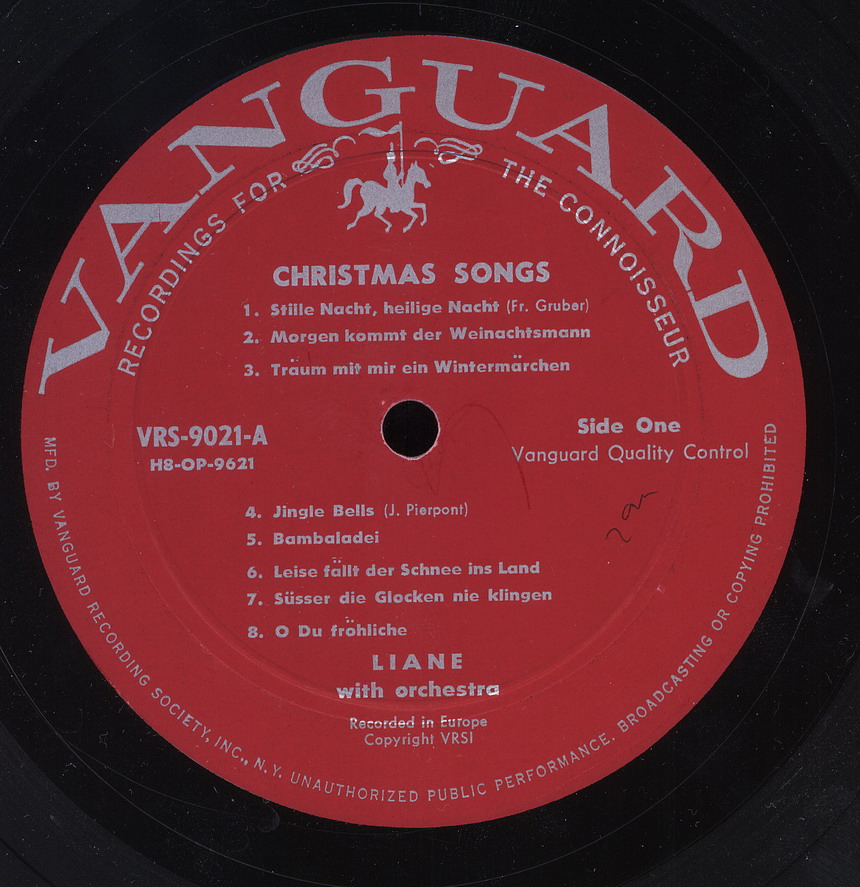 VANGUARD
RECORDINGS FOR THE CONNOISSEUR
CHRISTMAS SONGS
1. Stille Nacht, heilige Nacht (Fr. Gruber)
2. Morgen kommt der Weinachtsmann
3. Träum mit mir ein Wintermärchen
VRS-9021-A
H8-OP-9621
Side One
Vanguard Quality Control
4. Jingle Bells (J. Pierpont)
5. Bambaladei
6. Leise fällt der Schnee ins Land
7. Süsser die Glocken nie klingen
8. O Du fröhliche
LIANE
with orchestra
Recorded in Europe
Copyright VRSI
MFD. BY VANGUARD RECORDING SOCIETY, INC., N.Y. UNAUTHORIZED PUBLIC PERFORMANCE. BROADCASTING OR COPYING PROHIBITED